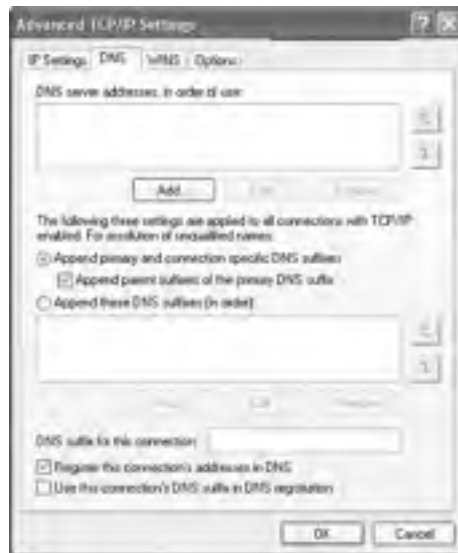 Advanced TCP/IP Settings
IP Settings DNS WINS Options
DNS server addresses, in order of use:
Add...
The following three settings are applied to all connections with TCP/IP
enabled. For resolution of unqualified names:
Append primary and connection specific DNS suffixes
Append parent suffixes of the primary DNS suffix
Append these DNS suffixes (in order):
Edit...
DNS suffix for this connection:
Register this connection's addresses in DNS
Use this connection's DNS suffix in DNS registration
OK Cancel